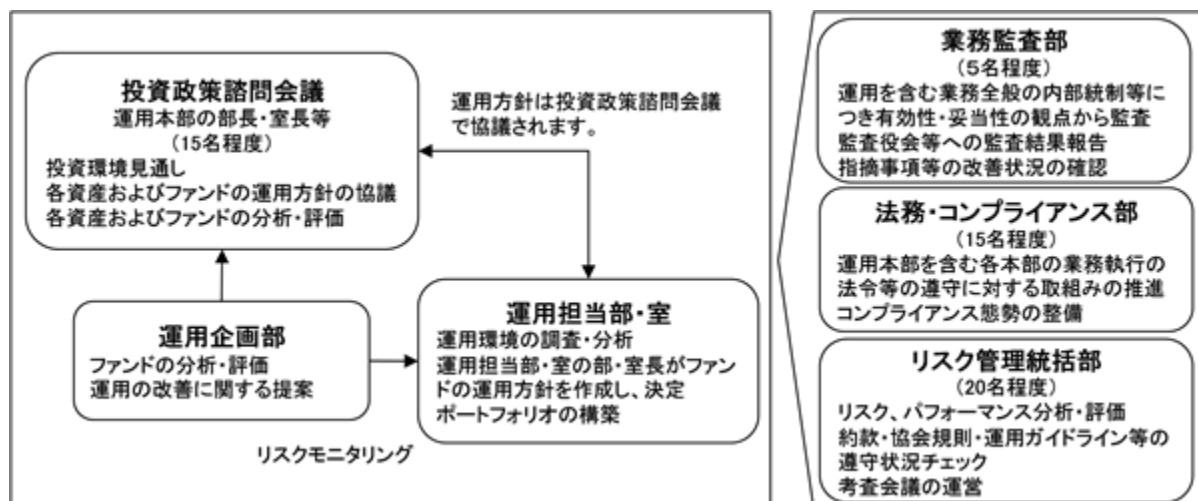 投資政策諮問会議
運用本部の部長・室長等
(15名程度)
投資環境見通し
各資産およびファンドの運用方針の協議
各資産およびファンドの分析・評価
運用方針は投資政策諮問会議
で協議されます。
運用企画部
ファンドの分析・評価
運用の改善に関する提案
運用担当部・室
運用環境の調査・分析
運用担当部・室の部・室長がファン
ドの運用方針を作成し、決定
ポートフォリオの構築
リスクモニタリング
業務監査部
(5名程度)
運用を含む業務全般の内部統制等に
つき有効性・妥当性の観点から監査
監査役会等への監査結果報告
指摘事項等の改善状況の確認
法務・コンプライアンス部
(15名程度)
運用本部を含む各本部の業務執行の
法令等の遵守に対する取組みの推進
コンプライアンス態勢の整備
リスク管理統括部
(20名程度)
リスク、パフォーマンス分析・評価
約款・協会規則・運用ガイドライン等の
遵守状況チェック
考査会議の運営